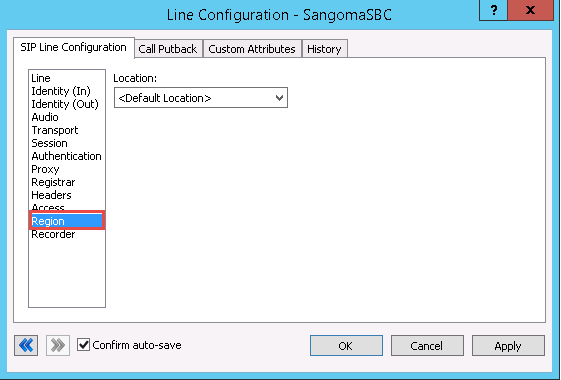 Line Configuration - SangomaSBC
? x
SIP Line Configuration Call Putback Custom Attributes History
Line
Identity (In)
Identity (Out)
Audio
Transport
Session
Authentication
Proxy
Registrar
Headers
Access
Region
Recorder
Location:
<Default Location>
Confirm auto-save
OK Cancel Apply